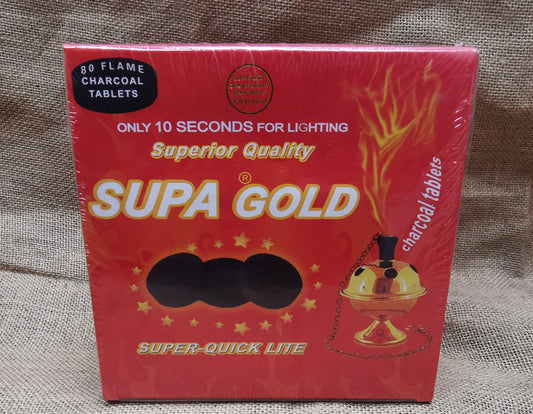 80 FLAME
CHARCOAL
TABLETS
ONLY 10 SECONDS FOR LIGHTING
Superior Quality
SUPA GOLD®
charcoal tablets
SUPER-QUICK LITE